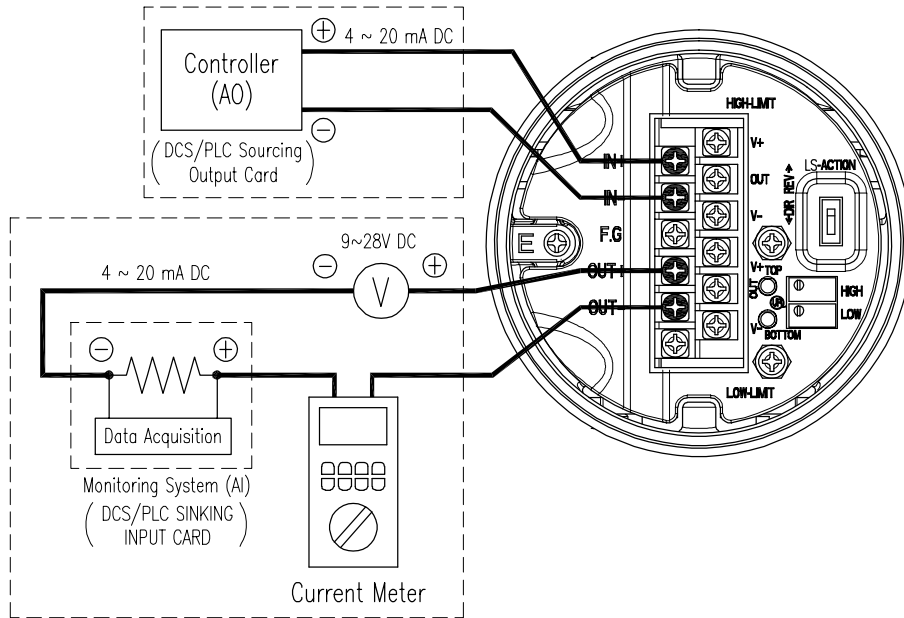 ⊕ 4 ~ 20 mA DC
Controller
(AO)
⊖
(DCS/PLC Sourcing
Output Card)
9~28V DC
⊖ ⊕
4 ~ 20 mA DC
V
⊖ ⊕
Data Acquisition
Monitoring System (AI)
(DCS/PLC SINKING
INPUT CARD)
Current Meter
HIGH-LIMIT
IN+
IN-
F.G
OUT+
OUT-
E
V+
OUT
V-
V+
OUT
V-
LOW-LIMIT
LS-ACTION
DIR REV
TOP
BOTTOM
HIGH
LOW